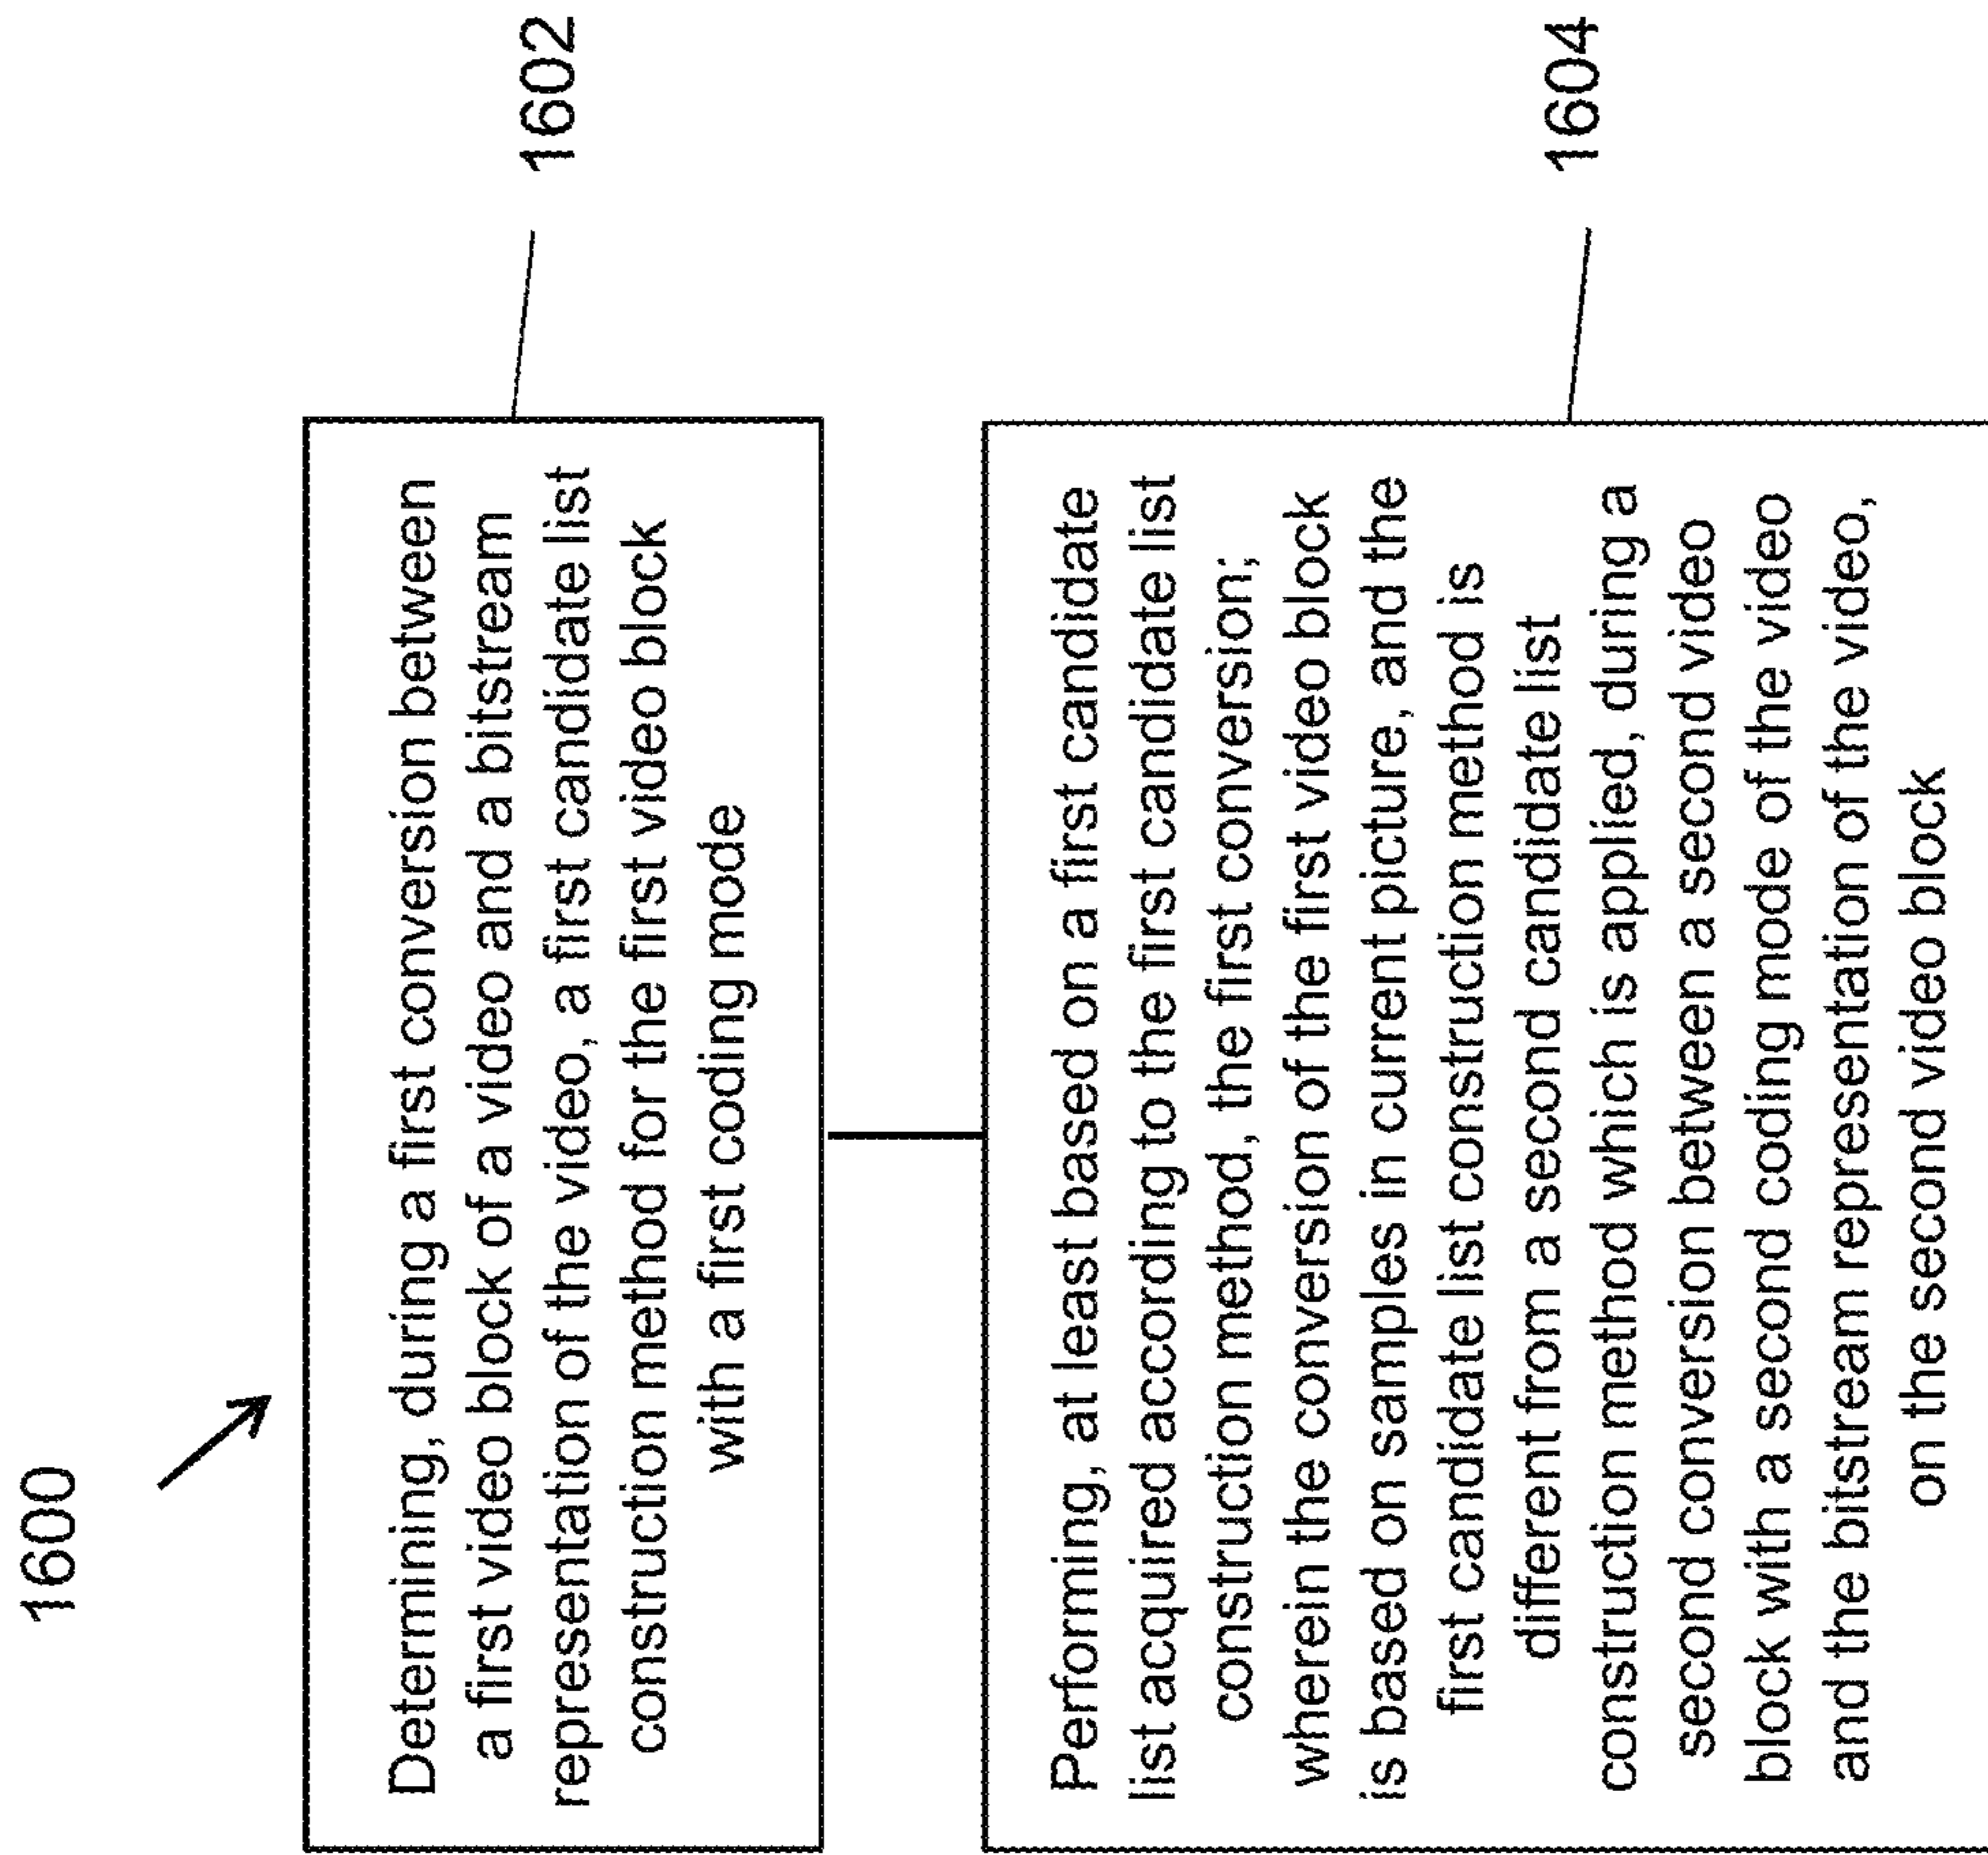 1600
Determining, during a first conversion between
a first video block of a video and a bitstream
representation of the video, a first candidate list
construction method for the first video block
with a first coding mode
1602
Performing, at least based on a first candidate
list acquired according to the first candidate list
construction method, the first conversion;
wherein the conversion of the first video block
is based on samples in current picture, and the
first candidate list construction method is
different from a second candidate list
construction method which is applied, during a
second conversion between a second video
block with a second coding mode of the video
and the bitstream representation of the video,
on the second video block
1604